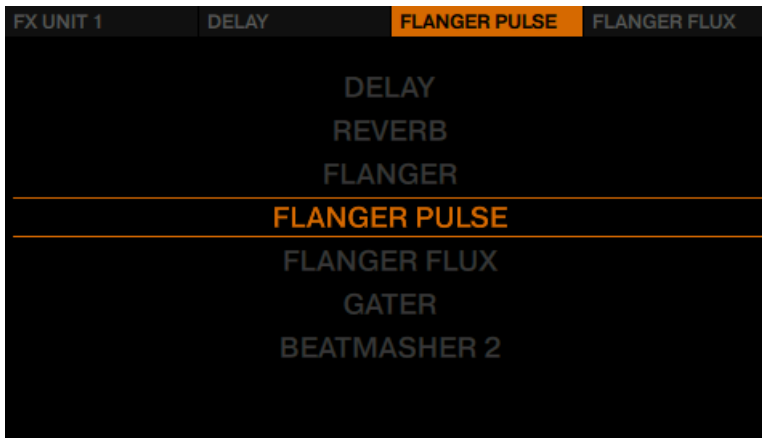 FX UNIT 1 DELAY FLANGER PULSE FLANGER FLUX
DELAY
REVERB
FLANGER
FLANGER PULSE
FLANGER FLUX
GATER
BEATMASHER 2